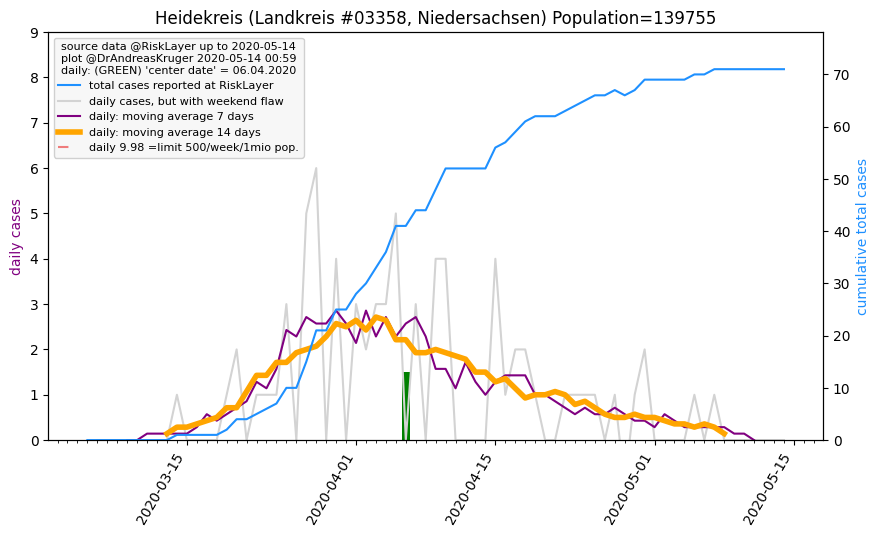 Heidekreis (Landkreis #03358, Niedersachsen) Population=139755
source data @RiskLayer up to 2020-05-14
plot @DrAndreasKruger 2020-05-14 00:59
daily: (GREEN) 'center date' = 06.04.2020
total cases reported at RiskLayer
daily cases, but with weekend flaw
daily: moving average 7 days
daily: moving average 14 days
daily 9.98 =limit 500/week/1mio pop.
daily cases
9
8
7
6
5
4
3
2
1
0
cumulative total cases
70
60
50
40
30
20
10
0
2020-03-15
2020-04-01
2020-04-15
2020-05-01
2020-05-15